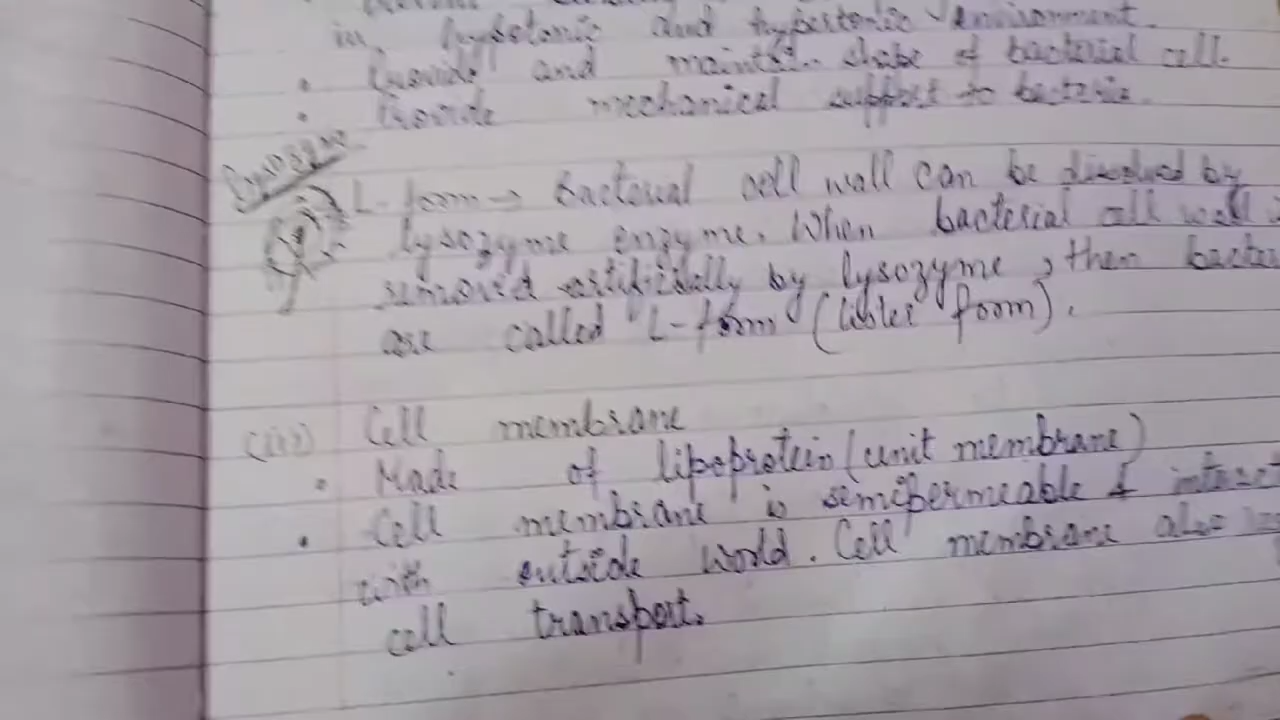 in hypotonic and hypertonic environment.
• Provide and maintain shape of bacterial cell.
• Provide mechanical support to bacteria.
Lysozyme
L-form → Bacterial cell wall can be dissolved by
lysozyme enzyme. When bacterial cell wall
removed artificially by lysozyme, then
are called L-form (Lister form).
(iii) Cell membrane
• Made of lipoprotein (unit membrane)
• Cell membrane is semipermeable &
with outside world. Cell membrane also
cell transport.